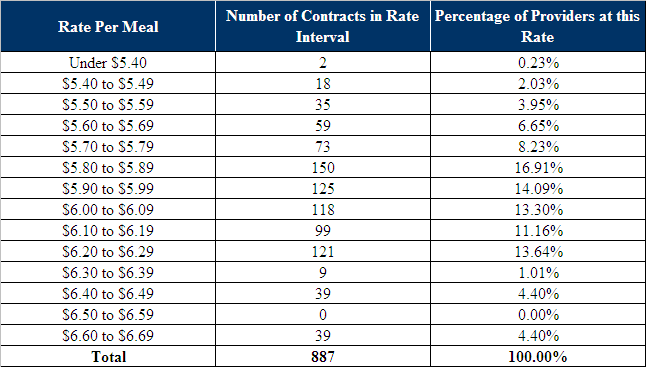 Rate Per Meal Number of Contracts in Rate Interval Percentage of Providers at this Rate
Under $5.40 2 0.23%
$5.40 to $5.49 18 2.03%
$5.50 to $5.59 35 3.95%
$5.60 to $5.69 59 6.65%
$5.70 to $5.79 73 8.23%
$5.80 to $5.89 150 16.91%
$5.90 to $5.99 125 14.09%
$6.00 to $6.09 118 13.30%
$6.10 to $6.19 99 11.16%
$6.20 to $6.29 121 13.64%
$6.30 to $6.39 9 1.01%
$6.40 to $6.49 39 4.40%
$6.50 to $6.59 0 0.00%
$6.60 to $6.69 39 4.40%
Total 887 100.00%